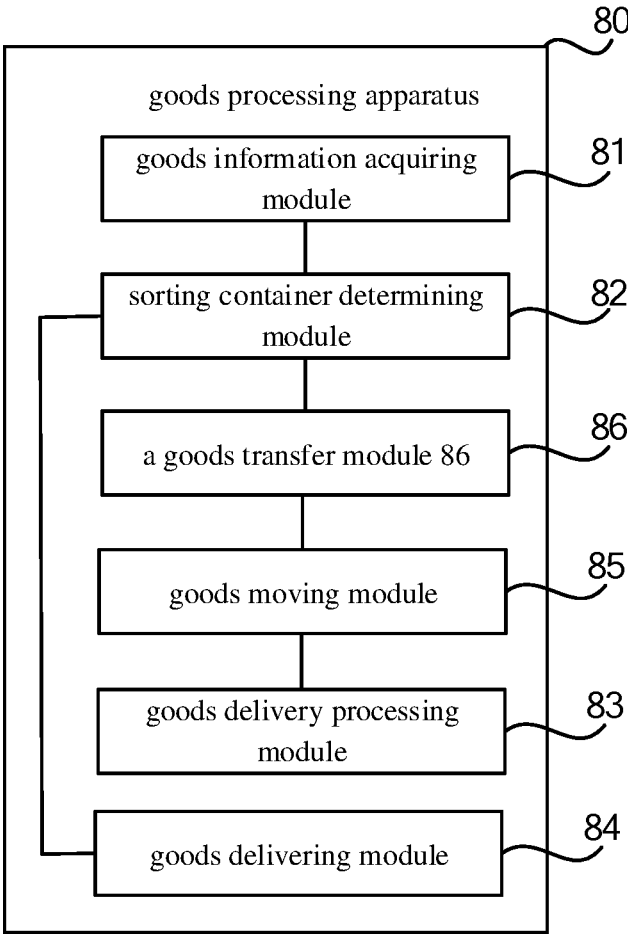 80
goods processing apparatus
goods information acquiring
module
81
sorting container determining
module
82
a goods transfer module 86
86
goods moving module
85
goods delivery processing
module
83
goods delivering module
84